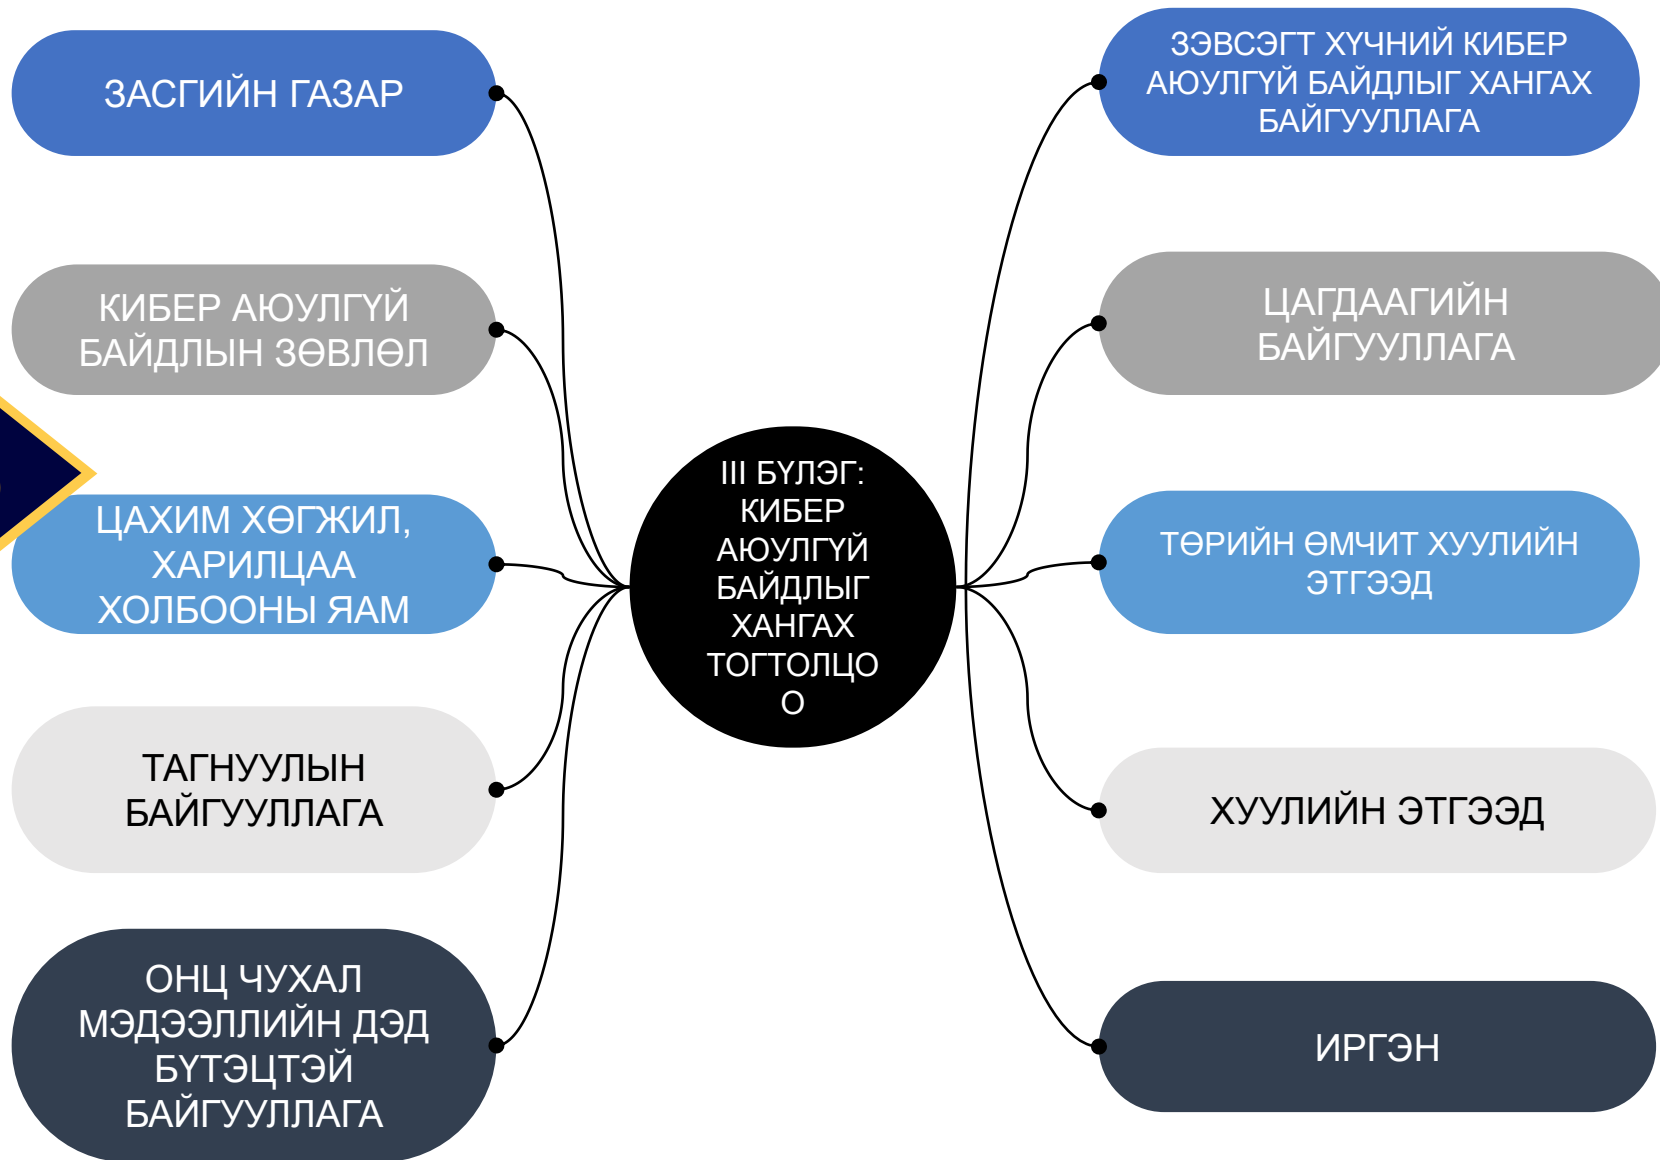 ЗАСГИЙН ГАЗАР
КИБЕР АЮУЛГҮЙ
БАЙДЛЫН ЗӨВЛӨЛ
ЦАХИМ ХӨГЖИЛ,
ХАРИЛЦАА
ХОЛБООНЫ ЯАМ
ТАГНУУЛЫН
БАЙГУУЛЛАГА
ОНЦ ЧУХАЛ
МЭДЭЭЛЛИЙН ДЭД
БҮТЭЦТЭЙ
БАЙГУУЛЛАГА
III БҮЛЭГ:
КИБЕР
АЮУЛГҮЙ
БАЙДЛЫГ
ХАНГАХ
ТОГТОЛЦО
О
ЗЭВСЭГТ ХҮЧНИЙ КИБЕР
АЮУЛГҮЙ БАЙДЛЫГ ХАНГАХ
БАЙГУУЛЛАГА
ЦАГДААГИЙН
БАЙГУУЛЛАГА
ТӨРИЙН ӨМЧИТ ХУУЛИЙН
ЭТГЭЭД
ХУУЛИЙН ЭТГЭЭД
ИРГЭН